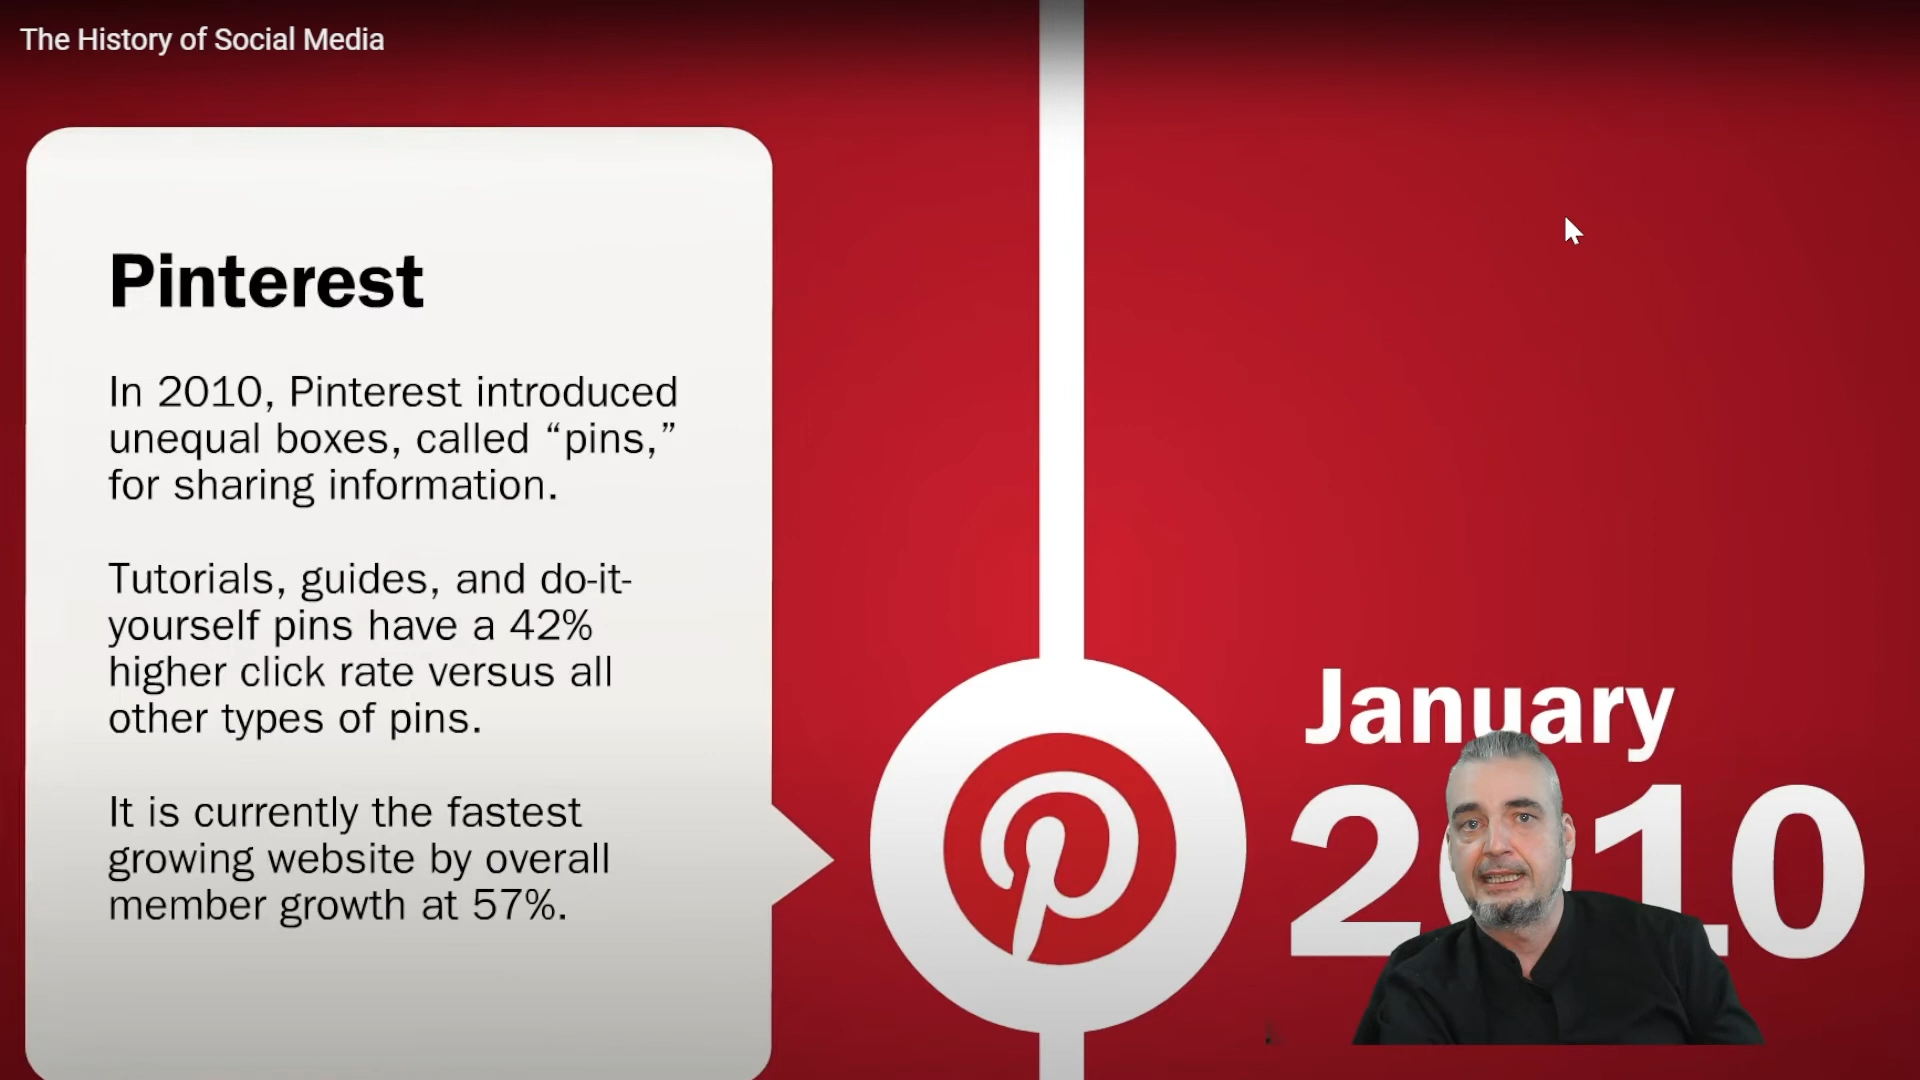 The History of Social Media
Pinterest
In 2010, Pinterest introduced
unequal boxes, called “pins,”
for sharing information.
Tutorials, guides, and do-it-
yourself pins have a 42%
higher click rate versus all
other types of pins.
It is currently the fastest
growing website by overall
member growth at 57%.
January
2010